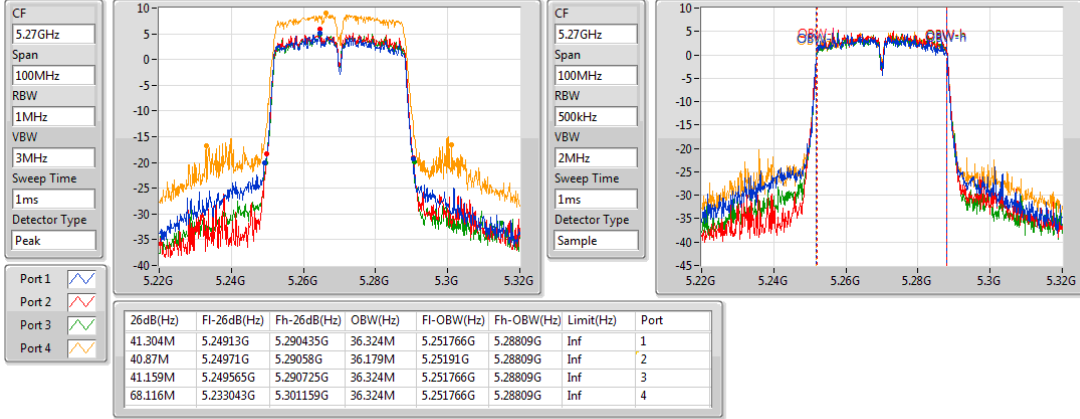 CF
5.27GHz
Span
100MHz
RBW
1MHz
VBW
3MHz
Sweep Time
1ms
Detector Type
Peak
10
5
0
-5
-10
-15
-20
-25
-30
-35
-40
5.22G 5.24G 5.26G 5.28G 5.3G 5.32G
CF
5.27GHz
Span
100MHz
RBW
500kHz
VBW
2MHz
Sweep Time
1ms
Detector Type
Sample
10
5
0
-5
-10
-15
-20
-25
-30
-35
-40
-45
OBW-l OBW-h
5.22G 5.24G 5.26G 5.28G 5.3G 5.32G
Port 1
Port 2
Port 3
Port 4
26dB(Hz) Fl-26dB(Hz) Fh-26dB(Hz) OBW(Hz) Fl-OBW(Hz) Fh-OBW(Hz) Limit(Hz) Port
41.304M 5.24913G 5.290435G 36.324M 5.251766G 5.28809G Inf 1
40.87M 5.24971G 5.29058G 36.179M 5.25191G 5.28809G Inf 2
41.159M 5.249565G 5.290725G 36.324M 5.251766G 5.28809G Inf 3
68.116M 5.233043G 5.301159G 36.324M 5.251766G 5.28809G Inf 4